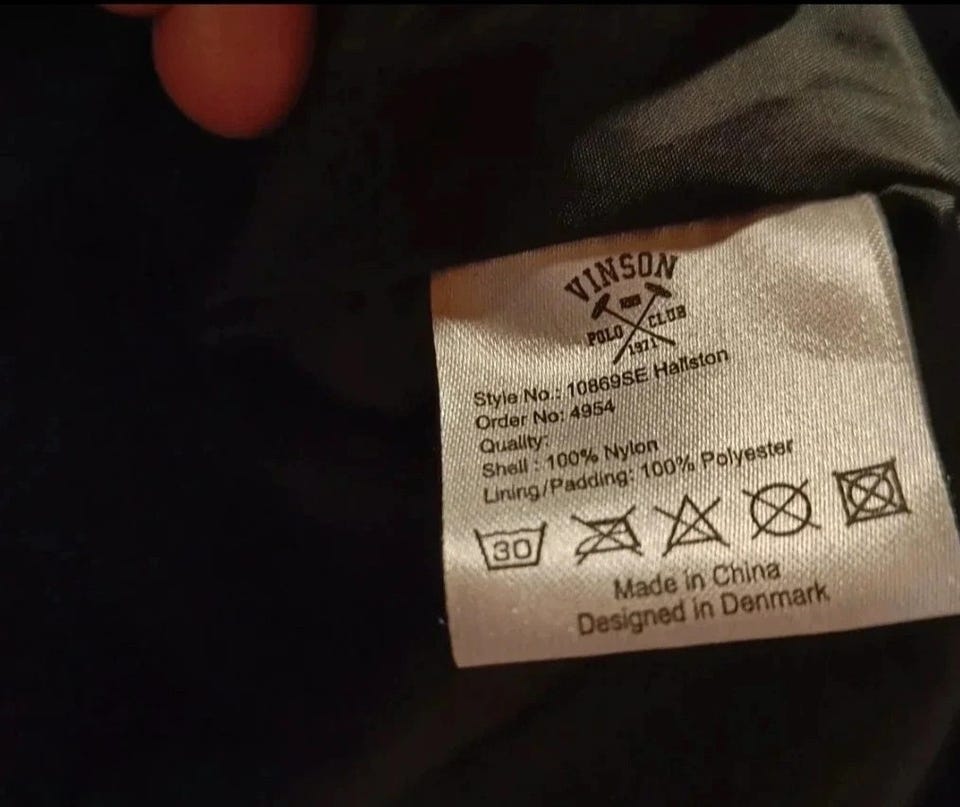 VINSON
POLO CLUB
1971
Style No.: 10869SE Hallston
Order No: 4954
Quality:
Shell : 100% Nylon
Lining/Padding: 100% Polyester
30
Made in China
Designed in Denmark